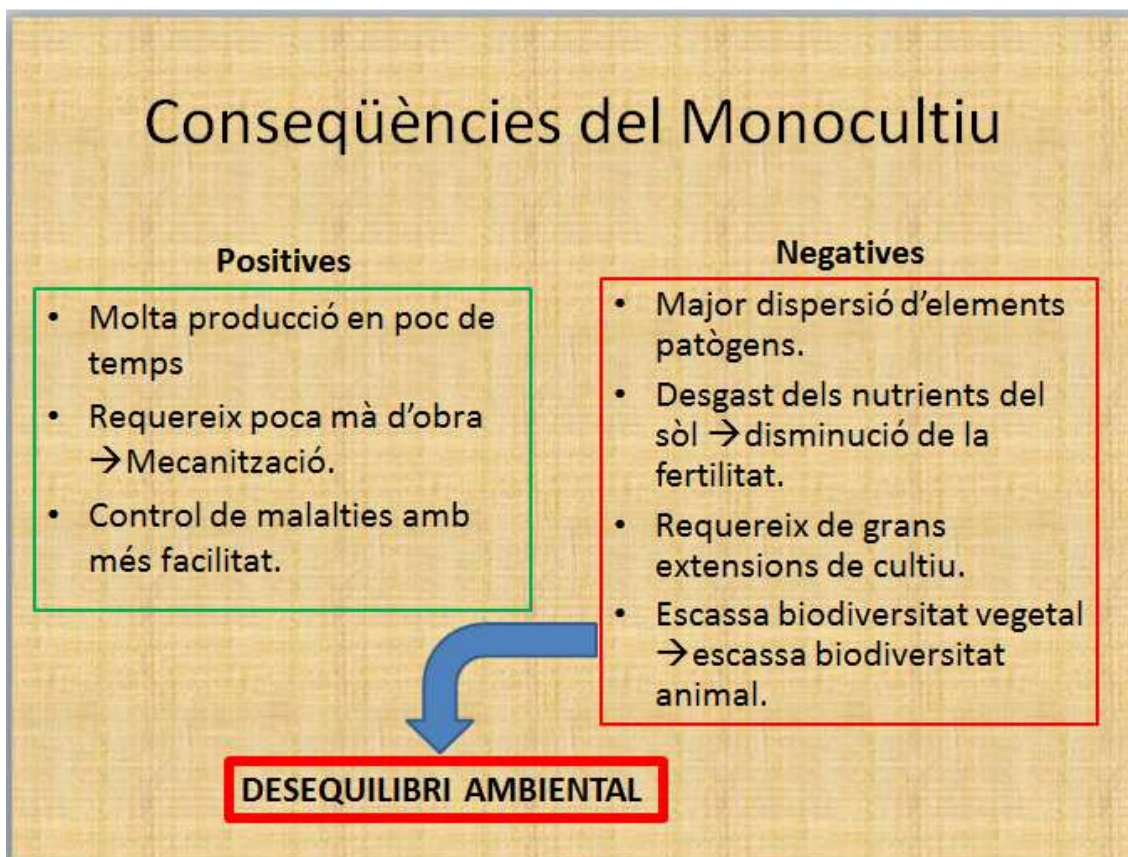 Conseqüències del Monocultiu
Positives
• Molta producció en poc de
temps
• Requereix poca mà d'obra
→Mecanització.
• Control de malalties amb
més facilitat.
Negatives
• Major dispersió d'elements
patògens.
• Desgast dels nutrients del
sòl →disminució de la
fertilitat.
• Requereix de grans
extensions de cultiu.
• Escassa biodiversitat vegetal
→escassa biodiversitat
animal.
DESEQUILIBRI AMBIENTAL